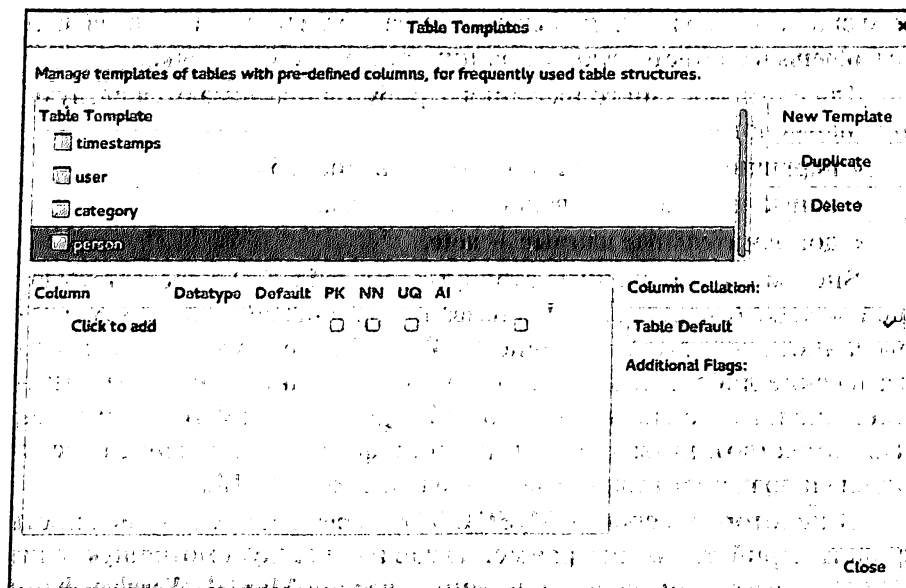 Table Templates
Manage templates of tables with pre-defined columns, for frequently used table structures.
Table Template
timestamps
user
category
person
New Template
Duplicate
Delete
Column Datatype Default PK NN UQ AI
Click to add
Column Collation:
Table Default
Additional Flags:
Close